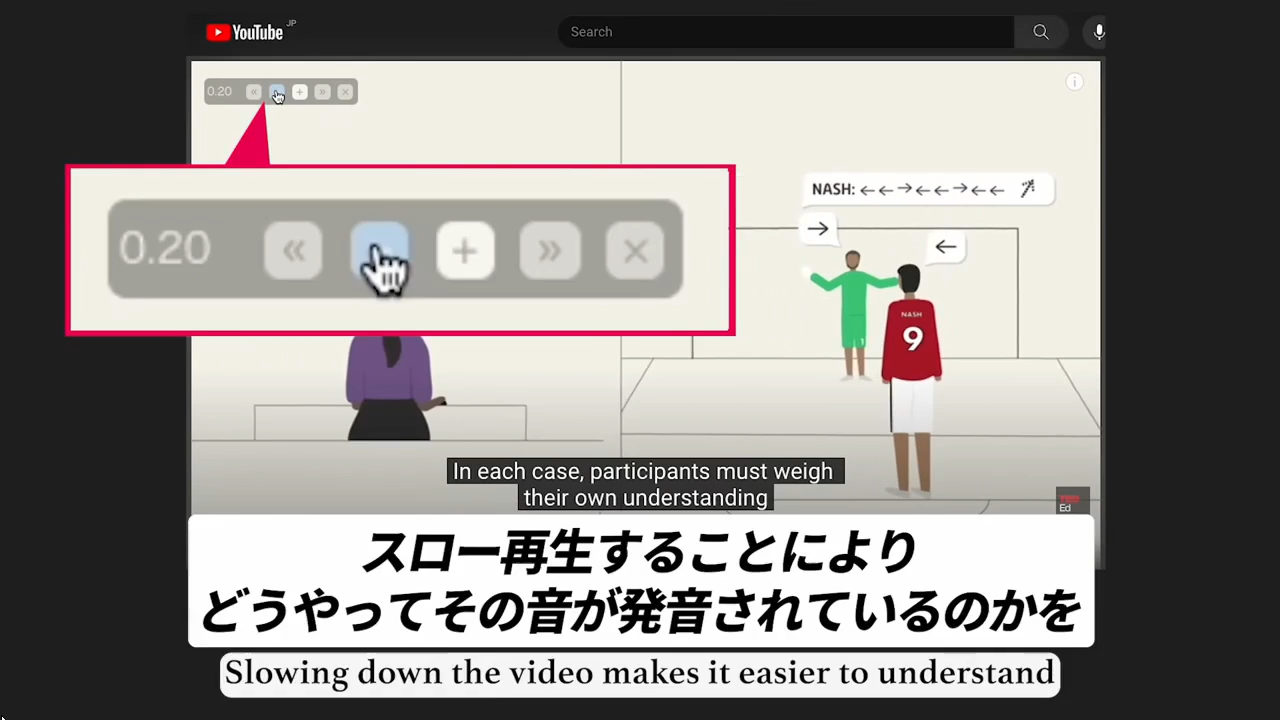 YouTube JP
Search
0.20 « + » ×
0.20 « + » ×
NASH: ←←→←←→←←
→
←
NASH
9
1
In each case, participants must weigh
their own understanding
TED
Ed
スロー再生することにより
どうやってその音が発音されているのかを
Slowing down the video makes it easier to understand